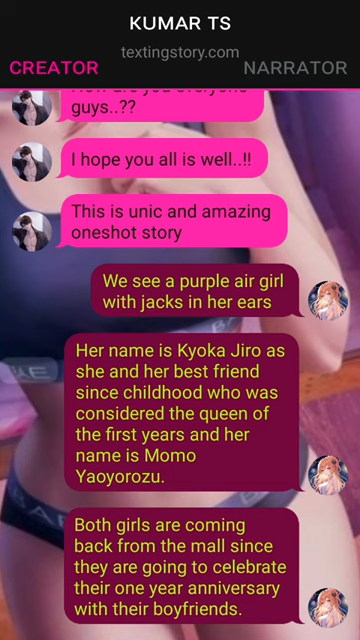 KUMAR TS
textingstory.com
CREATOR
NARRATOR
How are you everyone
guys..??
I hope you all is well..!!
This is unic and amazing
oneshot story
We see a purple air girl
with jacks in her ears
Her name is Kyoka Jiro as
she and her best friend
since childhood who was
considered the queen of
the first years and her
name is Momo
Yaoyorozu.
Both girls are coming
back from the mall since
they are going to celebrate
their one year anniversary
with their boyfriends.